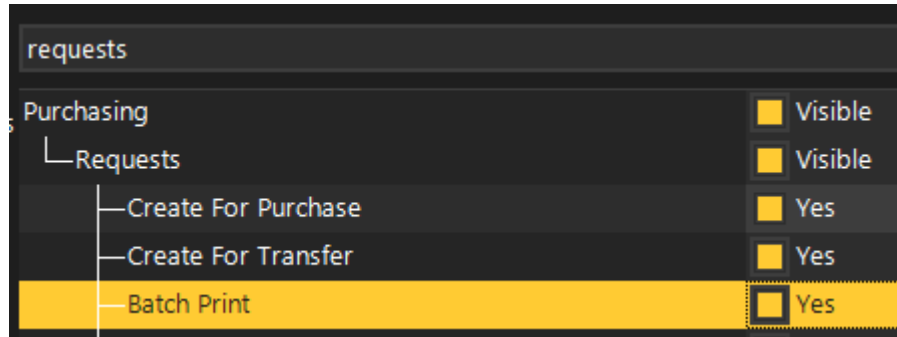 requests
Purchasing Visible
Requests Visible
Create For Purchase Yes
Create For Transfer Yes
Batch Print Yes